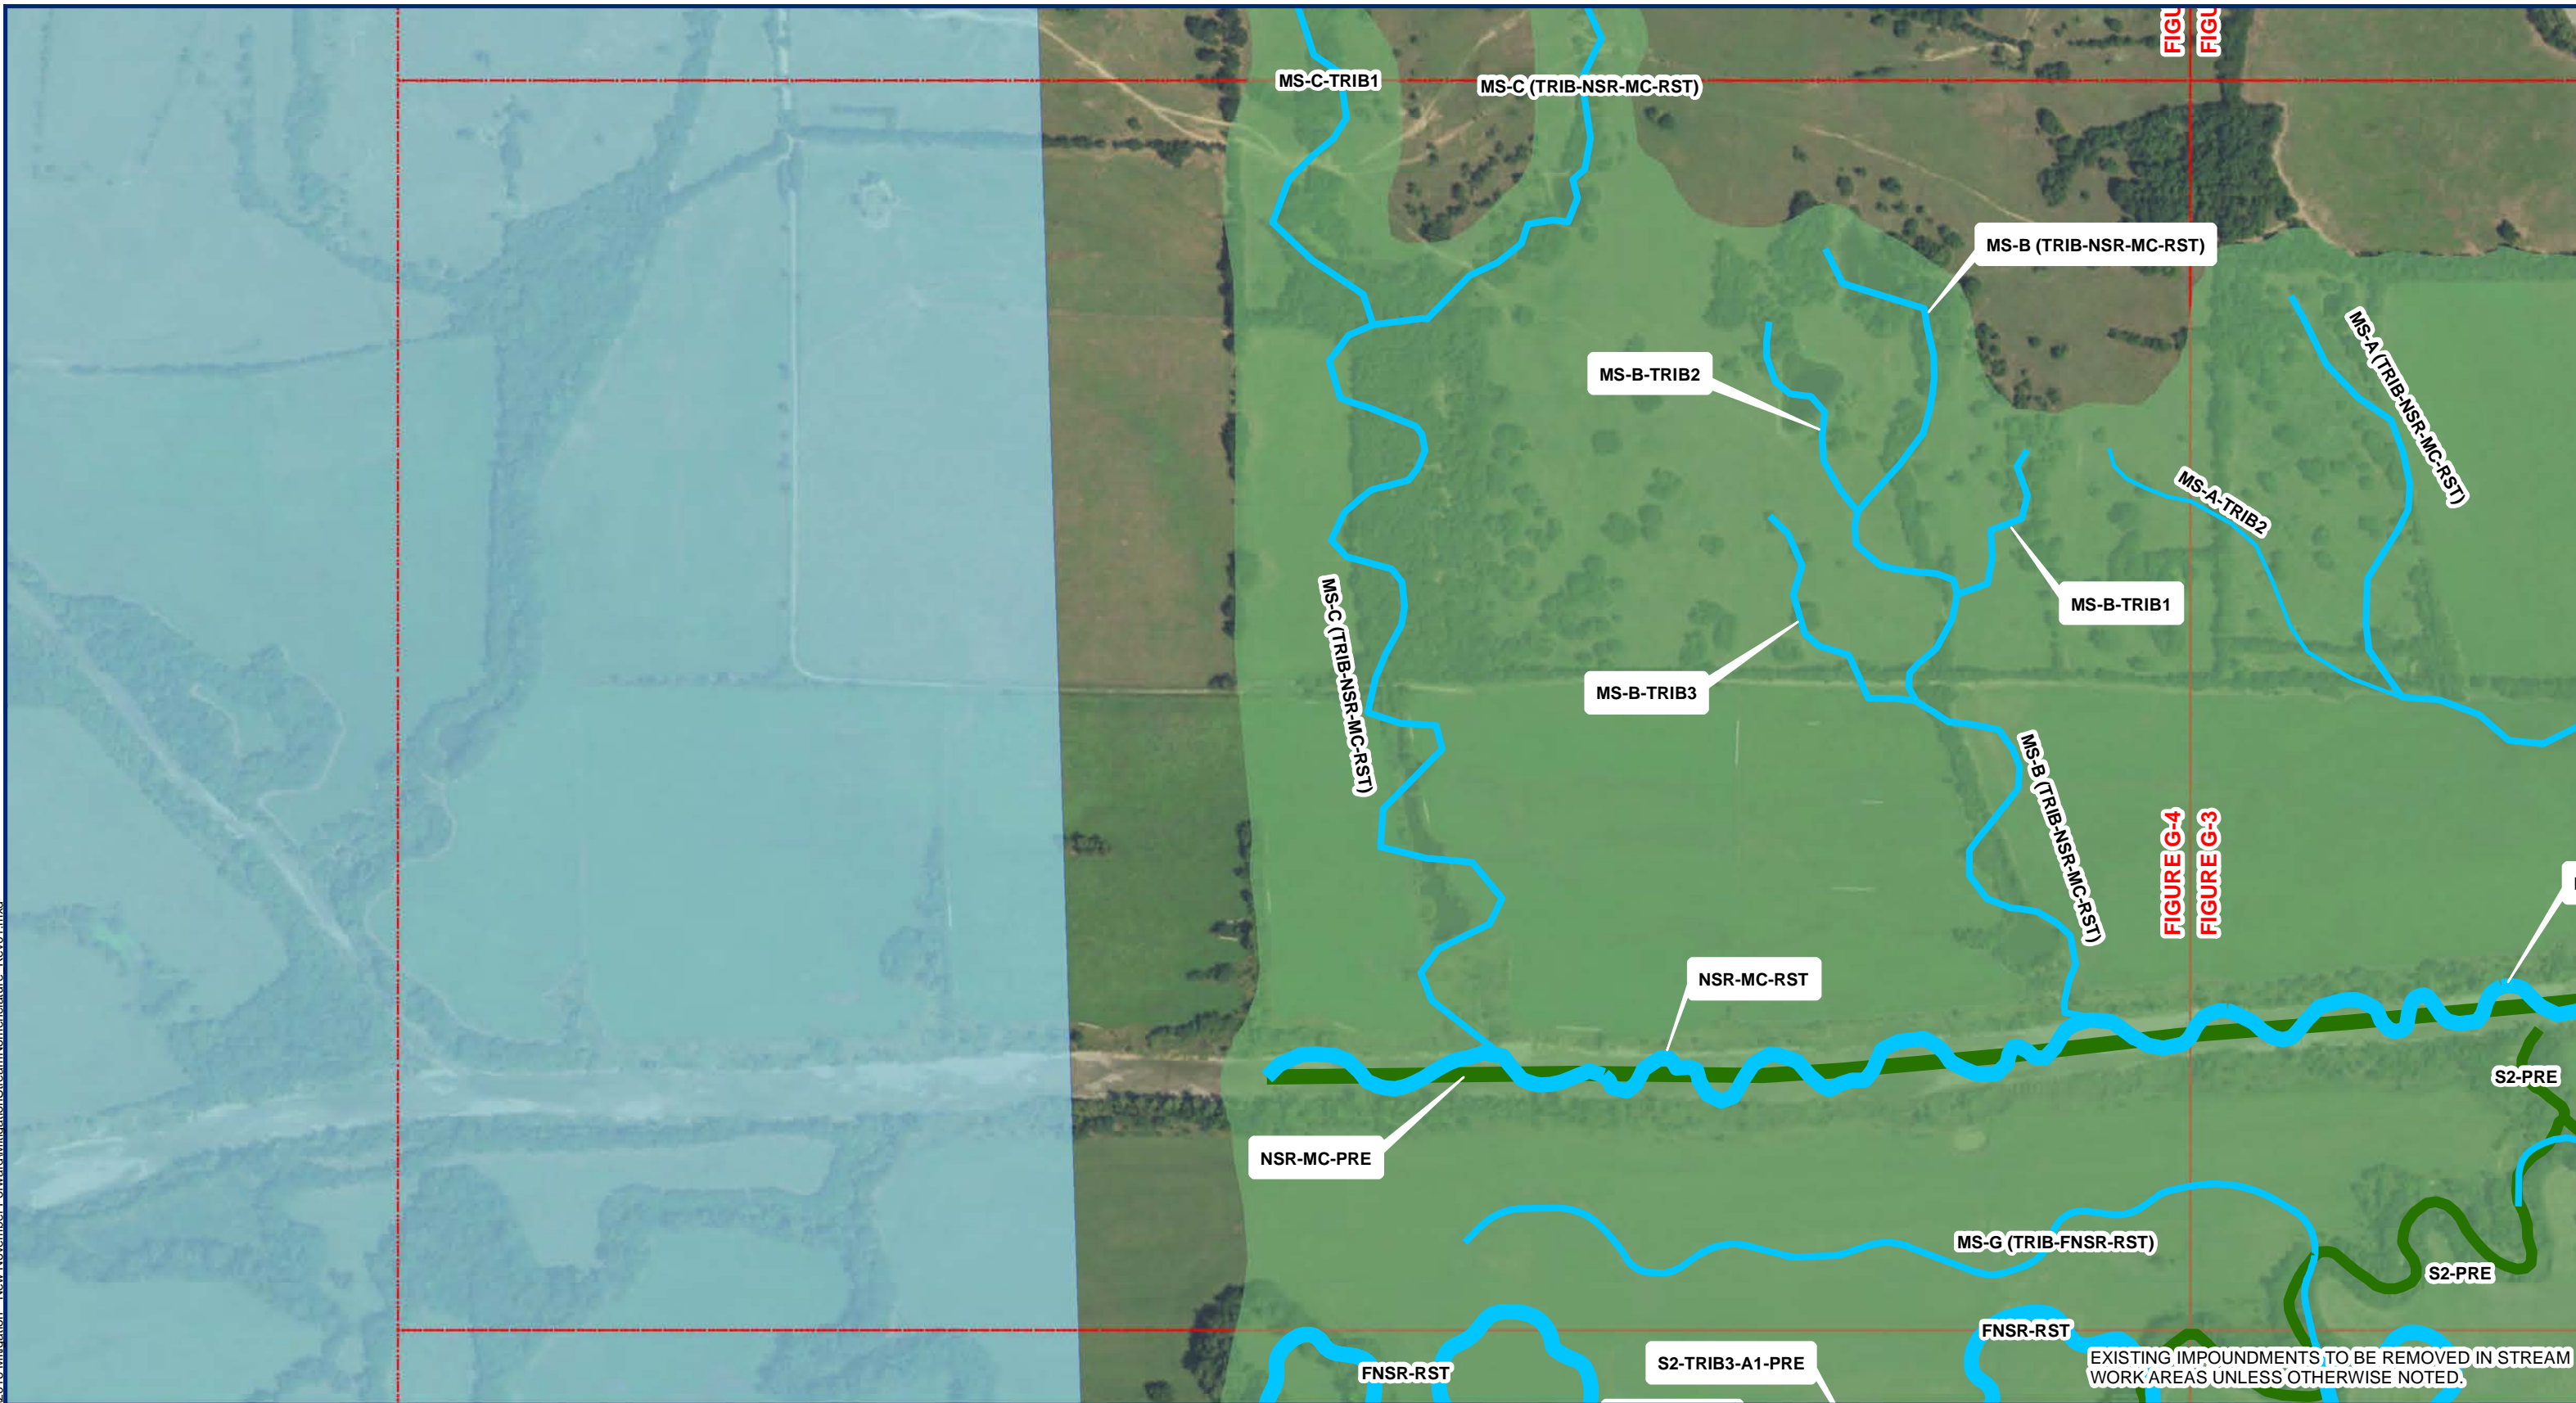 FIGU
FIGU
MS-C-TRIB1
MS-C (TRIB-NSR-MC-RST)
MS-B (TRIB-NSR-MC-RST)
MS-B-TRIB2
MS-A (TRIB-NSR-MC-RST)
MS-A-TRIB2
MS-B-TRIB1
MS-C (TRIB-NSR-MC-RST)
MS-B-TRIB3
MS-B (TRIB-NSR-MC-RST)
FIGURE G-4
FIGURE G-3
NSR-MC-RST
S2-PRE
NSR-MC-PRE
MS-G (TRIB-FNSR-RST)
S2-PRE
FNSR-RST
S2-TRIB3-A1-PRE
FNSR-RST
EXISTING IMPOUNDMENTS TO BE REMOVED IN STREAM
WORK AREAS UNLESS OTHERWISE NOTED.